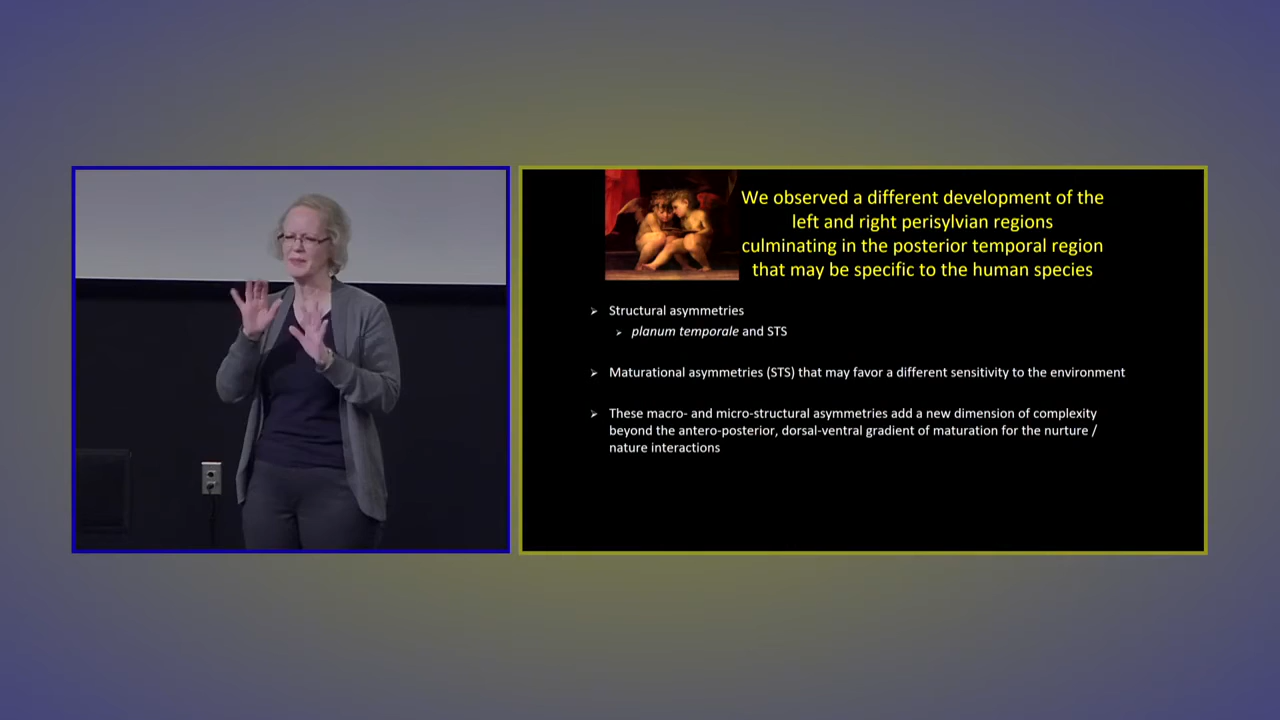 We observed a different development of the
left and right perisylvian regions
culminating in the posterior temporal region
that may be specific to the human species
➢ Structural asymmetries
➢ planum temporale and STS
➢ Maturational asymmetries (STS) that may favor a different sensitivity to the environment
➢ These macro- and micro-structural asymmetries add a new dimension of complexity
beyond the antero-posterior, dorsal-ventral gradient of maturation for the nurture /
nature interactions